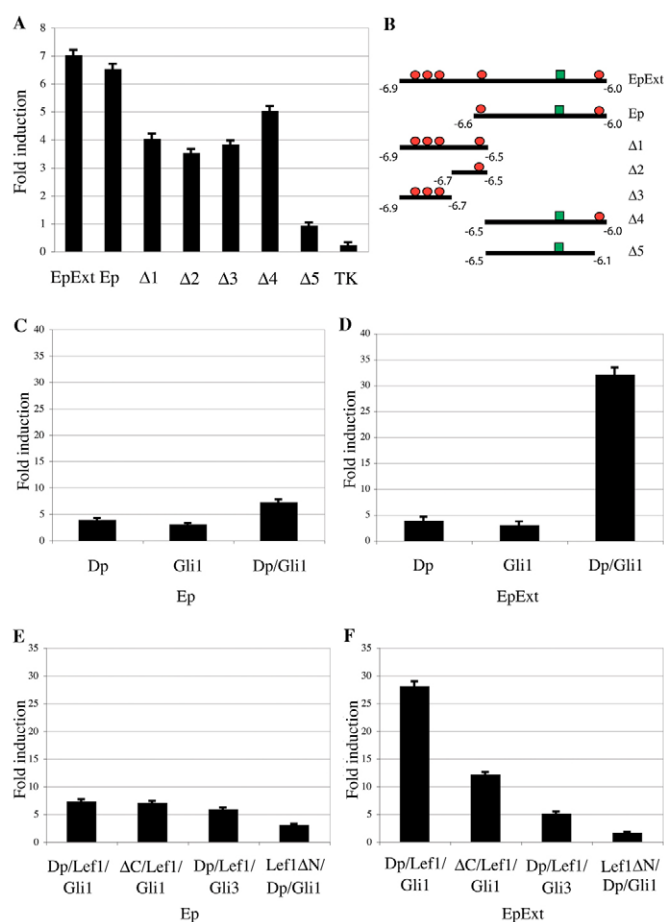 A
B
Fold induction
8
7
6
5
4
3
2
1
0
EpExt Ep Δ1 Δ2 Δ3 Δ4 Δ5 TK
-6.9 -6.0 EpExt
-6.6 -6.0 Ep
-6.9 -6.5 Δ1
-6.7 -6.5 Δ2
-6.9 -6.7 Δ3
-6.5 -6.0 Δ4
-6.5 -6.1 Δ5
C
Fold induction
40
35
30
25
20
15
10
5
0
Dp Gli1 Dp/Gli1
Ep
D
Fold induction
40
35
30
25
20
15
10
5
0
Dp Gli1 Dp/Gli1
EpExt
E
Fold induction
35
30
25
20
15
10
5
0
Dp/Lef1/ ΔC/Lef1/ Dp/Lef1/ Lef1ΔN/
Gli1 Gli1 Gli3 Dp/Gli1
Ep
F
Fold induction
35
30
25
20
15
10
5
0
Dp/Lef1/ ΔC/Lef1/ Dp/Lef1/ Lef1ΔN/
Gli1 Gli1 Gli3 Dp/Gli1
EpExt